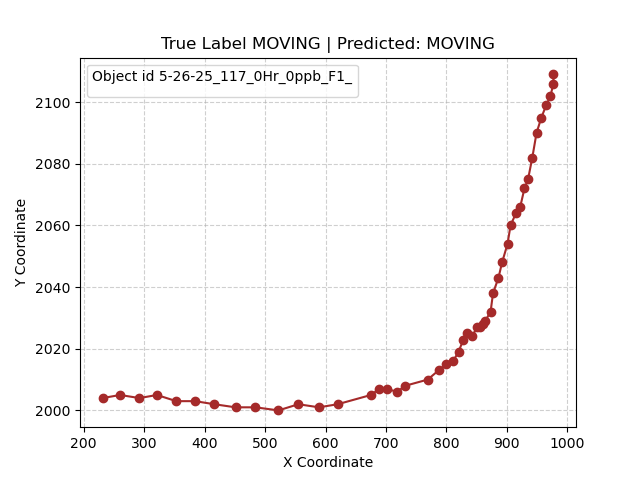 True Label MOVING | Predicted: MOVING
Object id 5-26-25_117_0Hr_0ppb_F1_
2100
2080
2060
2040
2020
2000
Y Coordinate
200 300 400 500 600 700 800 900 1000
X Coordinate